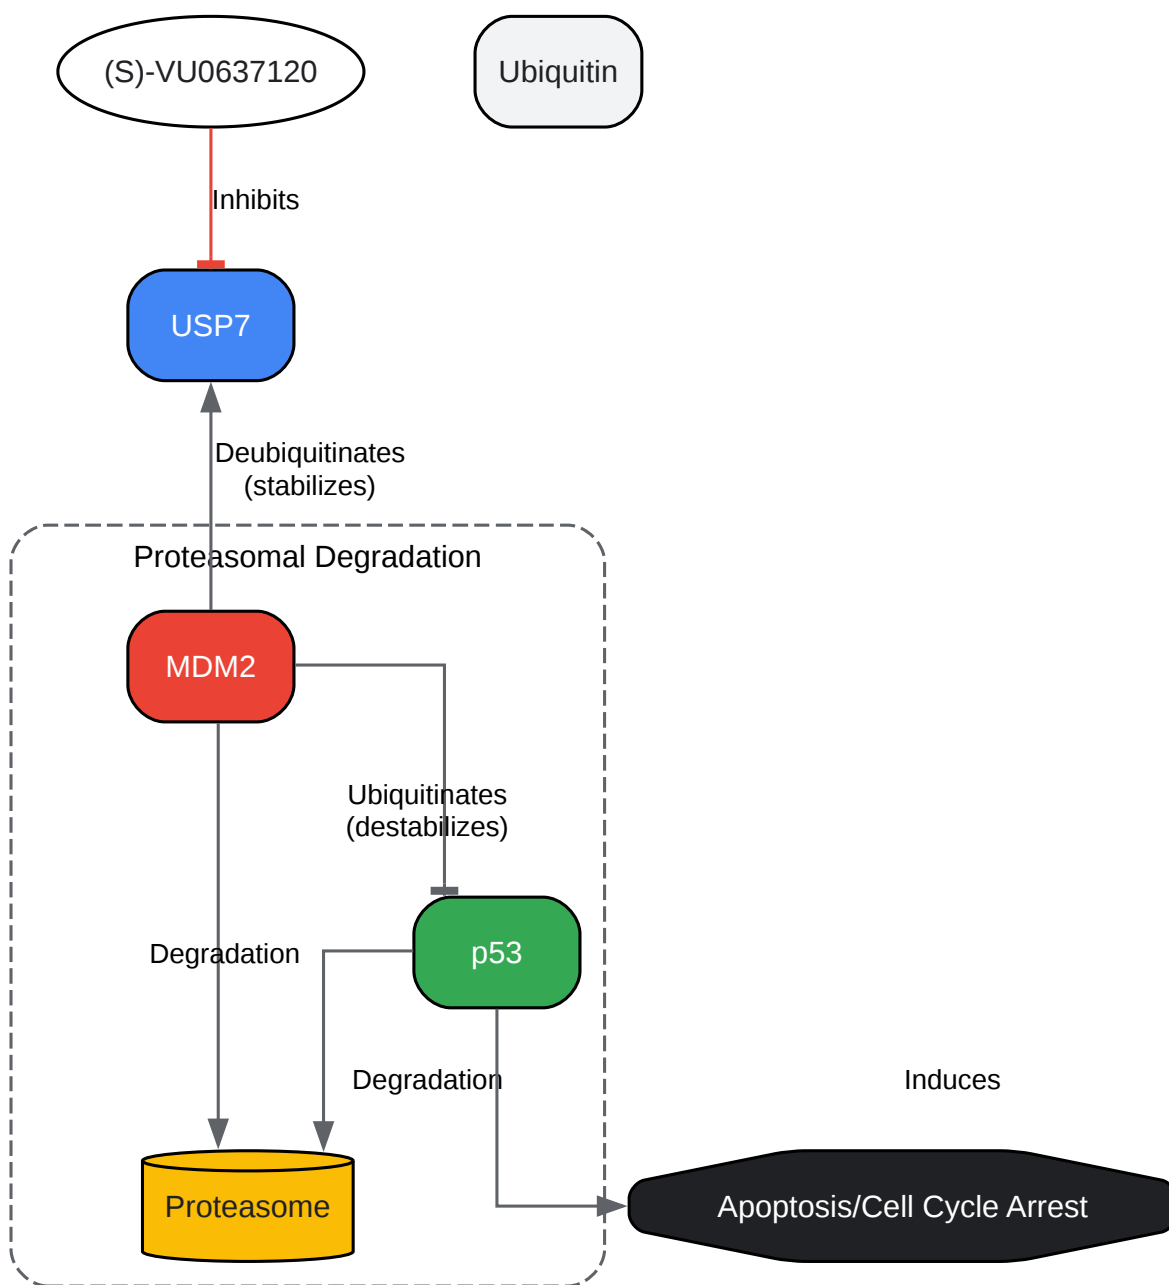 (S)-VU0637120
Ubiquitin
Inhibits
USP7
Deubiquitinates
(stabilizes)
Proteasomal Degradation
MDM2
Ubiquitinates
(destabilizes)
Degradation
p53
Degradation
Induces
Proteasome
Apoptosis/Cell Cycle Arrest